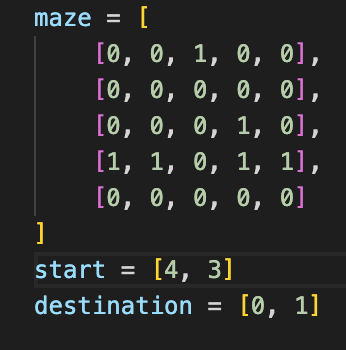 maze = [
    [0, 0, 1, 0, 0],
    [0, 0, 0, 0, 0],
    [0, 0, 0, 1, 0],
    [1, 1, 0, 1, 1],
    [0, 0, 0, 0, 0]
]
start = [4, 3]
destination = [0, 1]